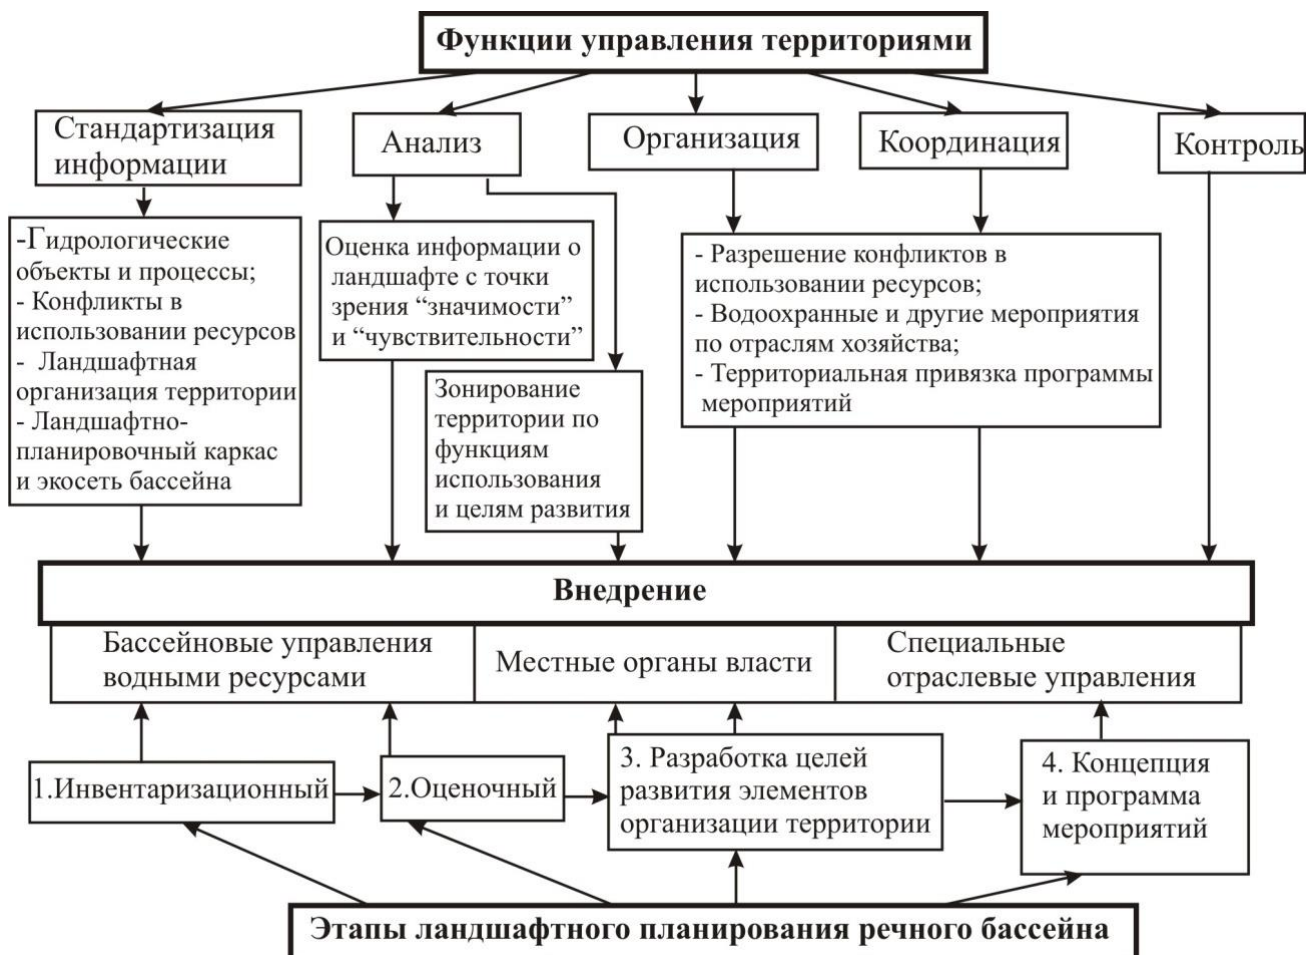 Функции управления территориями
Стандартизация
информации
Анализ
Организация
Координация
Контроль
-Гидрологические
объекты и процессы;
- Конфликты в
использовании ресурсов
- Ландшафтная
организация территории
- Ландшафтно-
планировочный каркас
и экосеть бассейна
Оценка информации о
ландшафте с точки
зрения “значимости”
и “чувствительности”
Зонирование
территории по
функциям
использования
и целям развития
- Разрешение конфликтов в
использовании ресурсов;
- Водоохранные и другие мероприятия
по отраслям хозяйства;
- Территориальная привязка программы
мероприятий
Внедрение
Бассейновые управления
водными ресурсами
Местные органы власти
Специальные
отраслевые управления
1.Инвентаризационный
2.Оценочный
3. Разработка целей
развития элементов
организации территории
4. Концепция
и программа
мероприятий
Этапы ландшафтного планирования речного бассейна